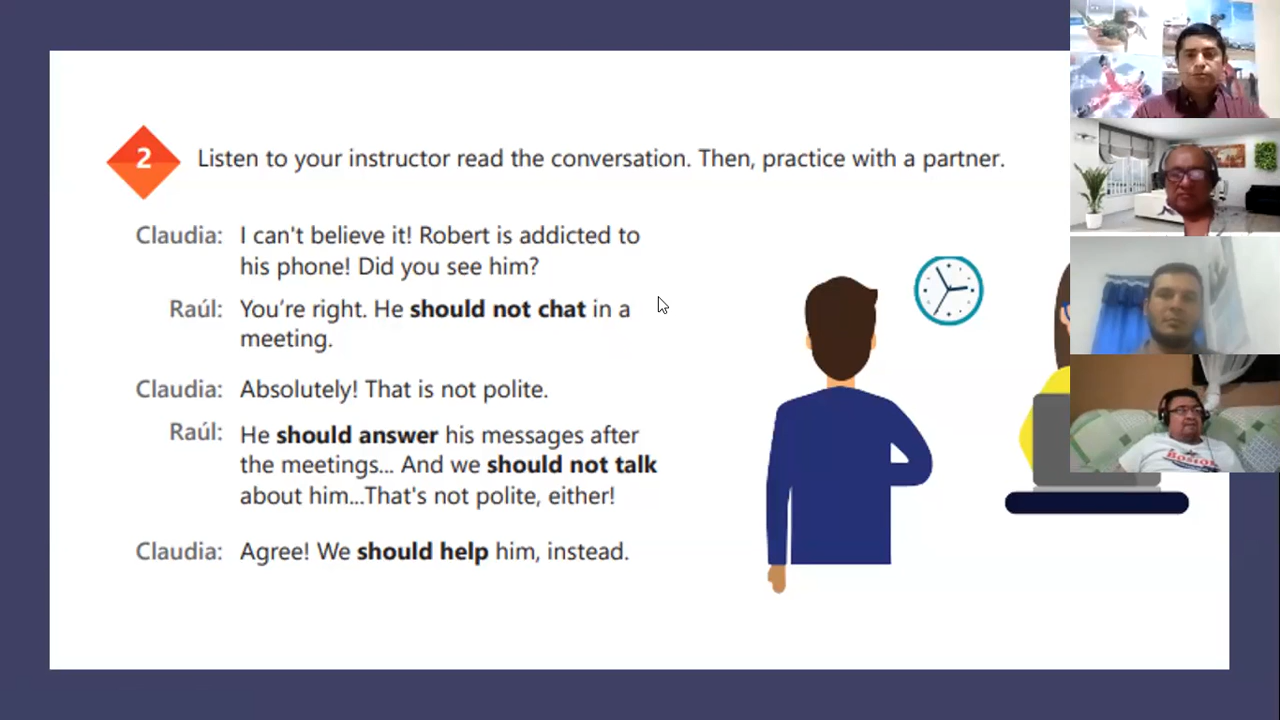 2
Listen to your instructor read the conversation. Then, practice with a partner.
Claudia: I can't believe it! Robert is addicted to
his phone! Did you see him?
Raúl: You're right. He should not chat in a
meeting.
Claudia: Absolutely! That is not polite.
Raúl: He should answer his messages after
the meetings... And we should not talk
about him...That's not polite, either!
Claudia: Agree! We should help him, instead.
BOSTON